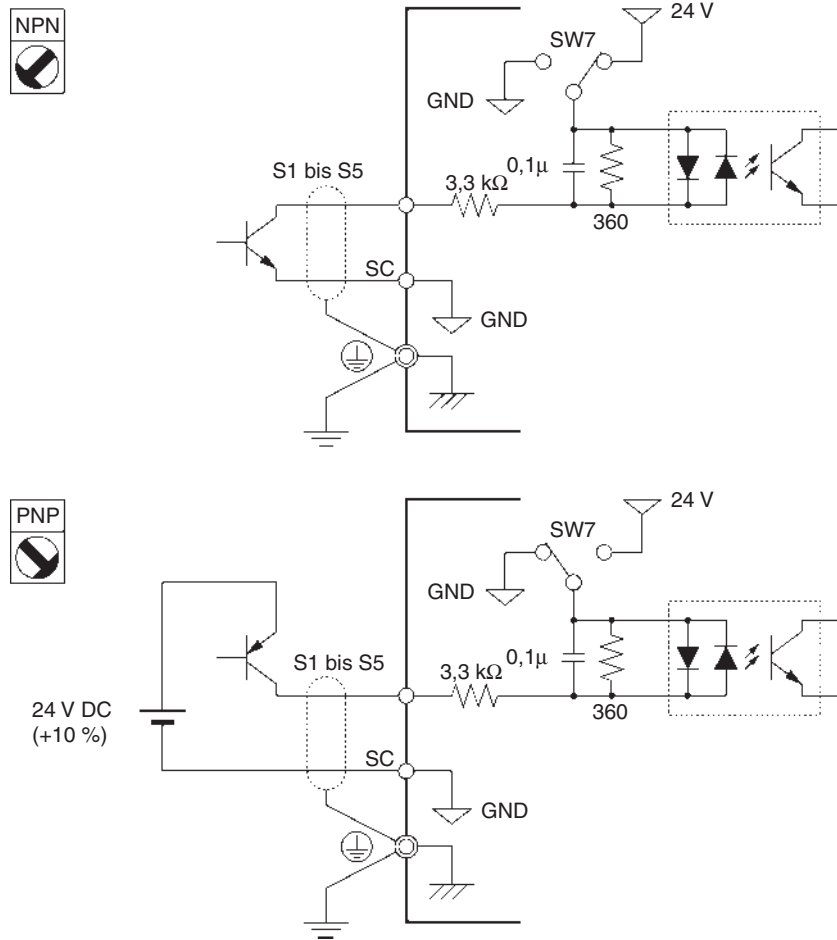 NPN
24 V
SW7
GND
S1 bis S5
3,3 kΩ
0,1µ
360
SC
GND
PNP
24 V
SW7
GND
S1 bis S5
3,3 kΩ
0,1µ
360
24 V DC
(+10 %)
SC
GND